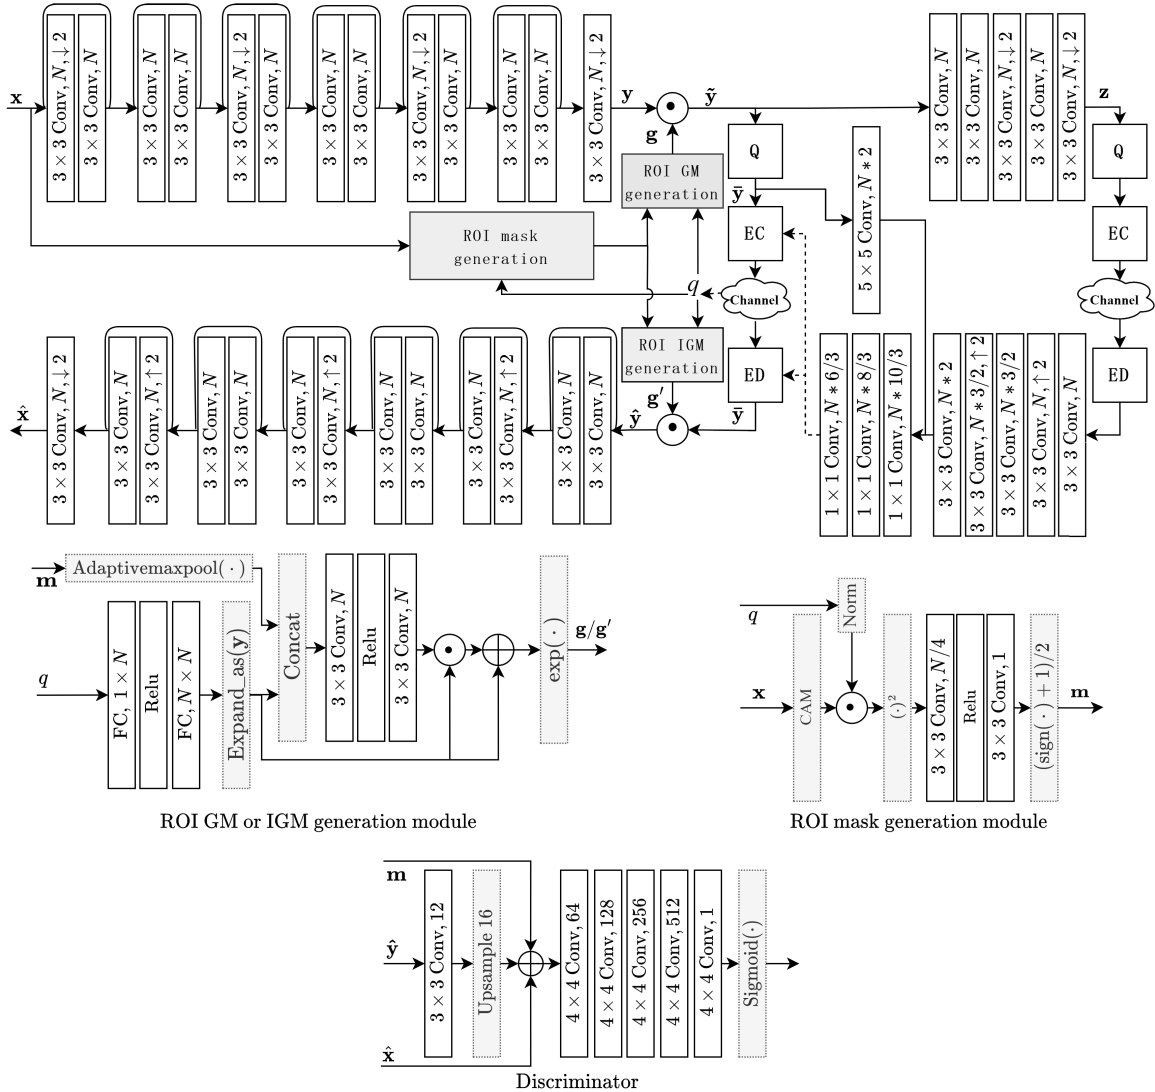 x
3 × 3 Conv, N, ↓ 2
3 × 3 Conv, N
3 × 3 Conv, N
3 × 3 Conv, N
3 × 3 Conv, N, ↓ 2
3 × 3 Conv, N
3 × 3 Conv, N
3 × 3 Conv, N
3 × 3 Conv, N, ↓ 2
3 × 3 Conv, N
3 × 3 Conv, N
3 × 3 Conv, N
3 × 3 Conv, N, ↓ 2
y
ỹ
g
ROI GM
generation
Q
ȳ
EC
Channel
ED
ȳ
5 × 5 Conv, N * 2
3 × 3 Conv, N
3 × 3 Conv, N
3 × 3 Conv, N, ↓ 2
3 × 3 Conv, N
3 × 3 Conv, N, ↓ 2
z
Q
EC
Channel
ED
ROI mask
generation
q
ROI IGM
generation
g′
ŷ
x̂
3 × 3 Conv, N, ↓ 2
3 × 3 Conv, N
3 × 3 Conv, N, ↑ 2
3 × 3 Conv, N
3 × 3 Conv, N
3 × 3 Conv, N
3 × 3 Conv, N, ↑ 2
3 × 3 Conv, N
3 × 3 Conv, N
3 × 3 Conv, N
3 × 3 Conv, N, ↑ 2
3 × 3 Conv, N
3 × 3 Conv, N
1 × 1 Conv, N * 6/3
1 × 1 Conv, N * 8/3
1 × 1 Conv, N * 10/3
3 × 3 Conv, N * 2
3 × 3 Conv, N * 3/2, ↑ 2
3 × 3 Conv, N * 3/2
3 × 3 Conv, N, ↑ 2
3 × 3 Conv, N
m
Adaptivemaxpool( · )
q
FC, 1 × N
Relu
FC, N × N
Expand_as(y)
Concat
3 × 3 Conv, N
Relu
3 × 3 Conv, N
exp( · )
g/g′
ROI GM or IGM generation module
q
Norm
x
CAM
(·)²
3 × 3 Conv, N/4
Relu
3 × 3 Conv, 1
(sign( · ) + 1)/2
m
ROI mask generation module
m
ŷ
x̂
3 × 3 Conv, 12
Upsample 16
4 × 4 Conv, 64
4 × 4 Conv, 128
4 × 4 Conv, 256
4 × 4 Conv, 512
4 × 4 Conv, 1
Sigmoid(·)
Discriminator